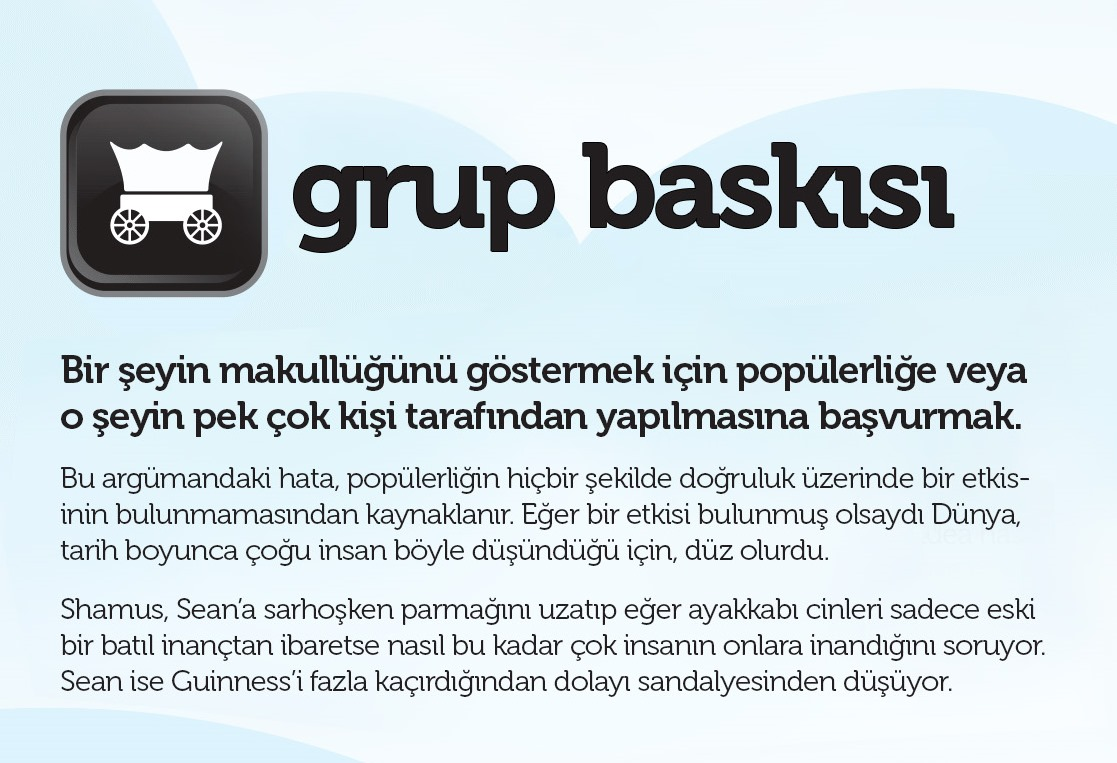 grup baskısı
Bir şeyin makullüğünü göstermek için popülerliğe veya
o şeyin pek çok kişi tarafından yapılmasına başvurmak.
Bu argümandaki hata, popülerliğin hiçbir şekilde doğruluk üzerinde bir etkis-
inin bulunmamasından kaynaklanır. Eğer bir etkisi bulunmuş olsaydı Dünya,
tarih boyunca çoğu insan böyle düşündüğü için, düz olurdu.
Shamus, Sean’a sarhoşken parmağını uzatıp eğer ayakkabı cinleri sadece eski
bir batıl inançtan ibaretse nasıl bu kadar çok insanın onlara inandığını soruyor.
Sean ise Guinness’i fazla kaçırdığından dolayı sandalyesinden düşüyor.